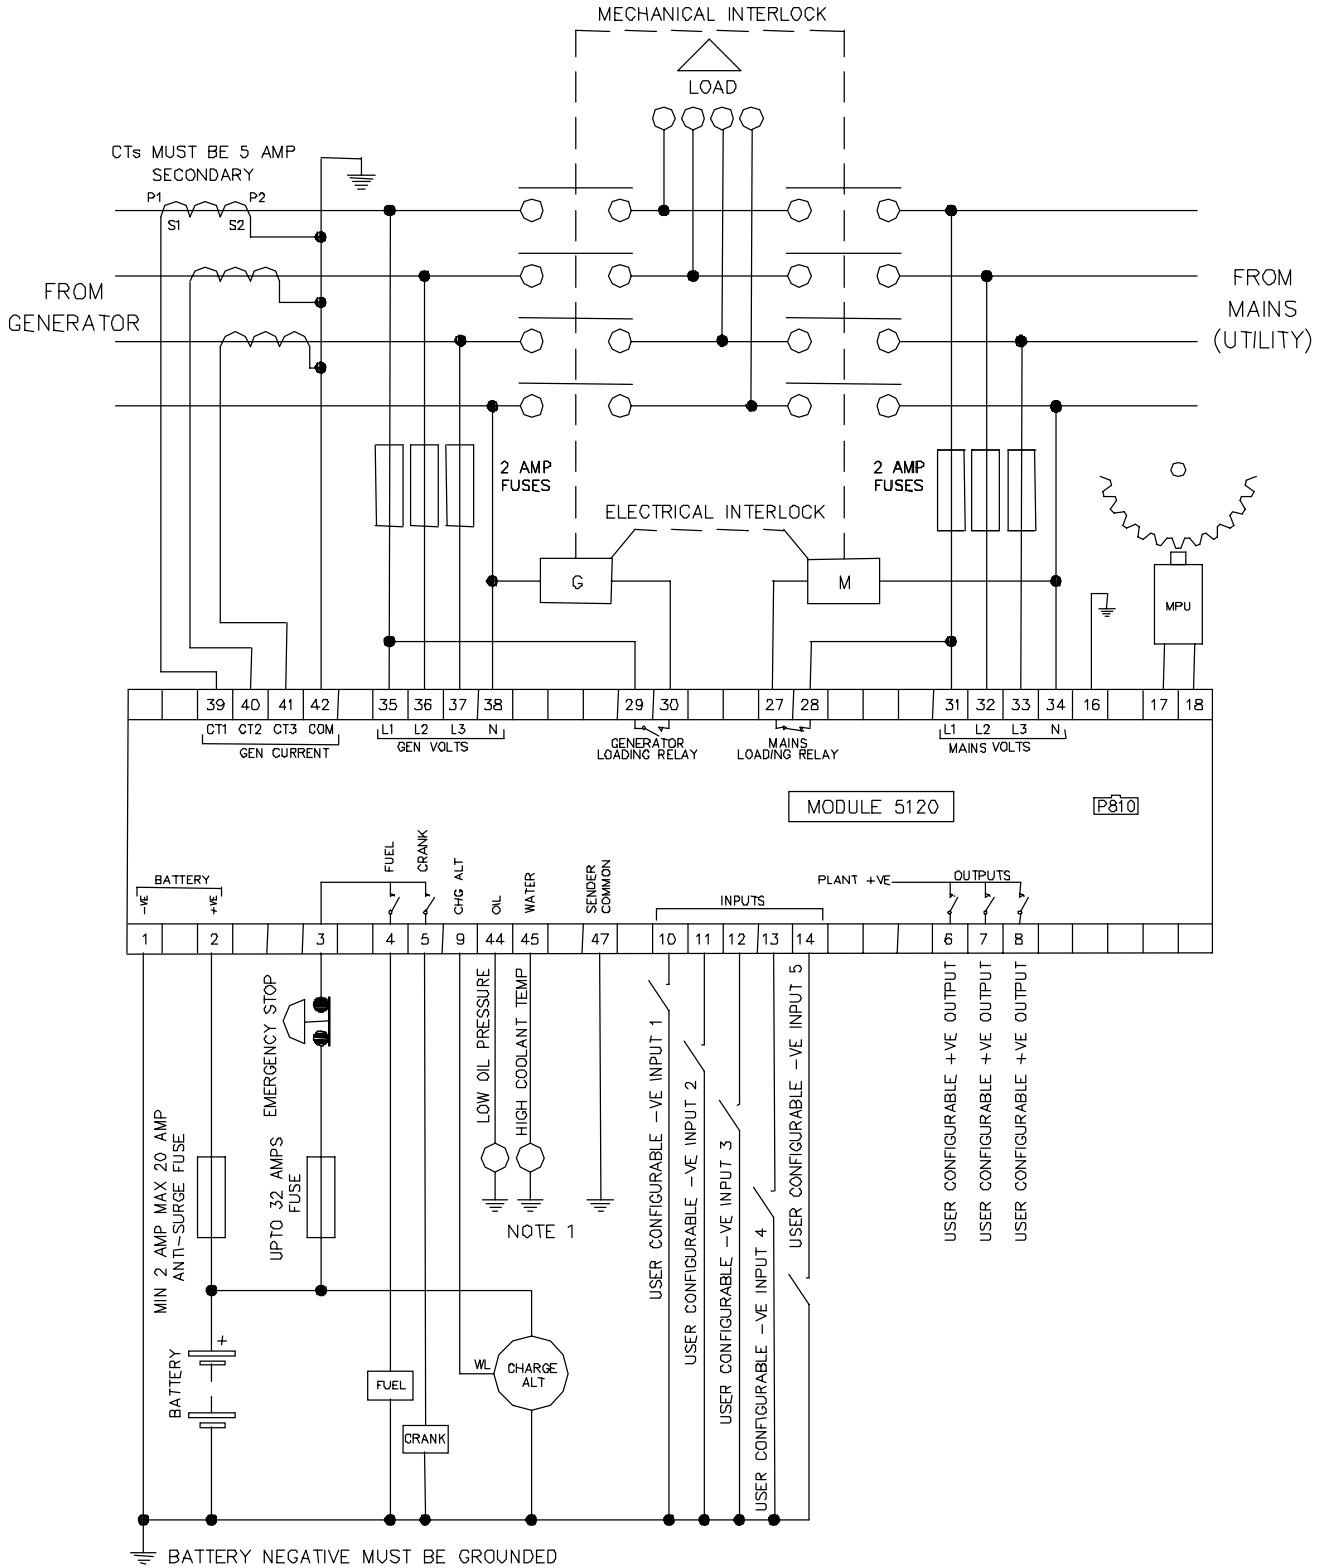 MECHANICAL INTERLOCK
LOAD
CTs MUST BE 5 AMP
SECONDARY
P1
P2
S1
S2
FROM
GENERATOR
FROM
MAINS
(UTILITY)
2 AMP
FUSES
2 AMP
FUSES
ELECTRICAL INTERLOCK
G
M
MPU
39
40
41
42
35
36
37
38
29
30
27
28
31
32
33
34
16
17
18
CT1
CT2
CT3
COM
GEN CURRENT
L1
L2
L3
N
GEN VOLTS
GENERATOR
LOADING RELAY
MAINS
LOADING RELAY
L1
L2
L3
N
MAINS VOLTS
MODULE 5120
P810
BATTERY
-VE
+VE
FUEL
CRANK
CHG ALT
OIL
WATER
SENDER
COMMON
INPUTS
PLANT +VE
OUTPUTS
1
2
3
4
5
9
44
45
47
10
11
12
13
14
6
7
8
MIN 2 AMP MAX 20 AMP
ANTI-SURGE FUSE
EMERGENCY STOP
UPTO 32 AMPS
FUSE
LOW OIL PRESSURE
HIGH COOLANT TEMP
NOTE 1
USER CONFIGURABLE -VE INPUT 1
USER CONFIGURABLE -VE INPUT 2
USER CONFIGURABLE -VE INPUT 3
USER CONFIGURABLE -VE INPUT 4
USER CONFIGURABLE -VE INPUT 5
USER CONFIGURABLE +VE OUTPUT
USER CONFIGURABLE +VE OUTPUT
USER CONFIGURABLE +VE OUTPUT
+
BATTERY
FUEL
CRANK
WL
CHARGE
ALT
BATTERY NEGATIVE MUST BE GROUNDED